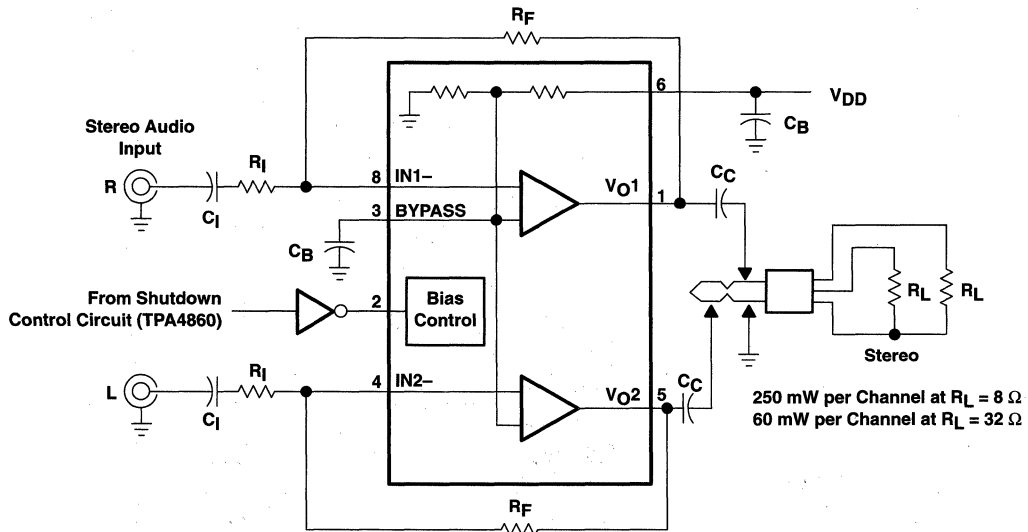 RF
6
VDD
CB
Stereo Audio
Input
RI
R
CI
8 IN1–
VO1
1
CC
3 BYPASS
CB
From Shutdown
Control Circuit (TPA4860)
2
Bias
Control
RL
RL
Stereo
RI
L
CI
4 IN2–
VO2
5
CC
250 mW per Channel at RL = 8 Ω
60 mW per Channel at RL = 32 Ω
RF